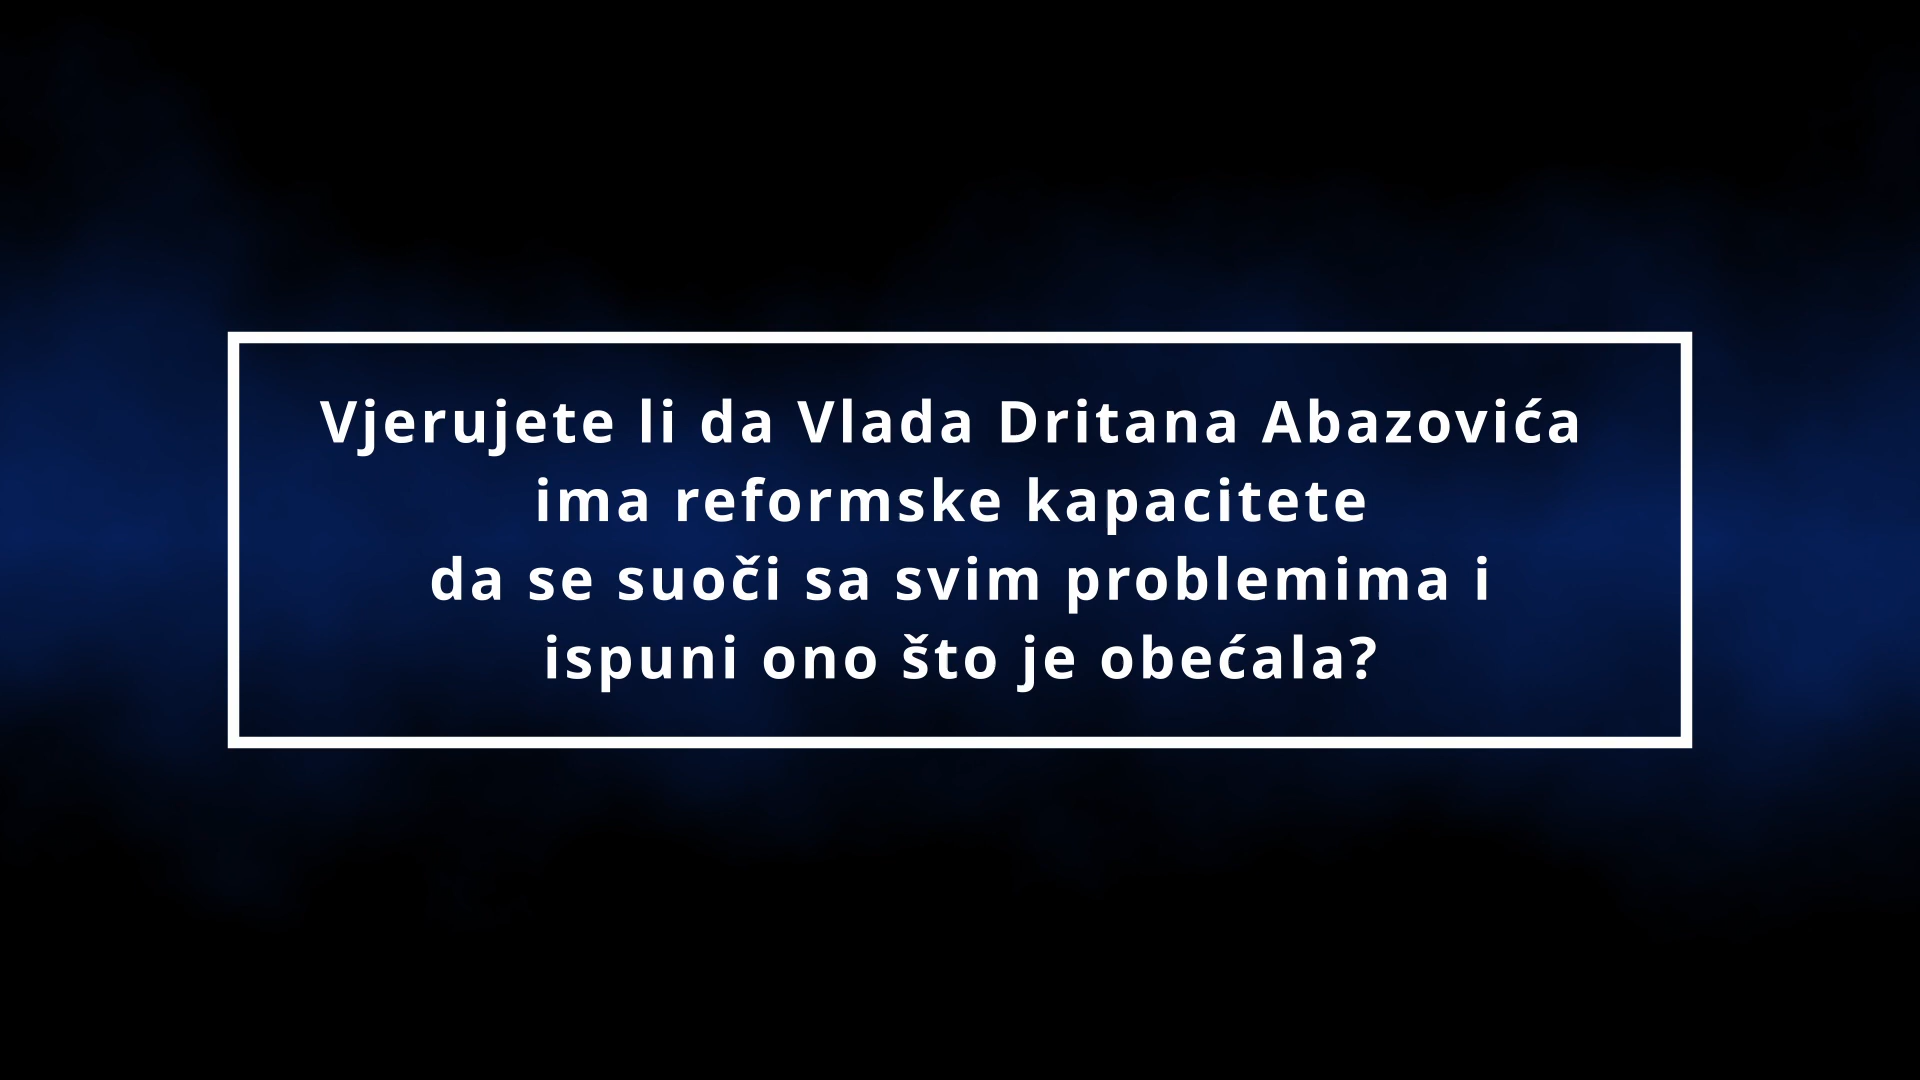 Vjerujete li da Vlada Dritana Abazovića
ima reformske kapacitete
da se suoči sa svim problemima i
ispuni ono što je obećala?